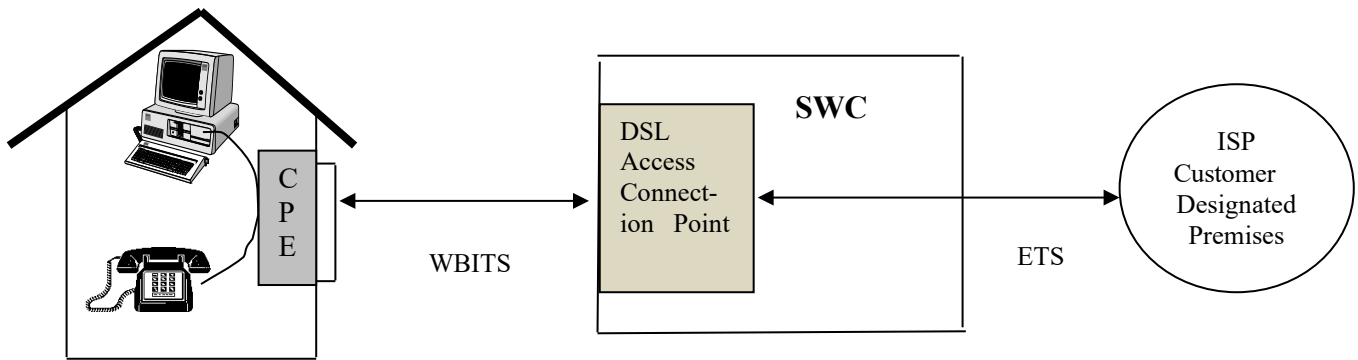 C
P
E
WBITS
DSL
Access
Connect-
ion Point
SWC
ETS
ISP
Customer
Designated
Premises